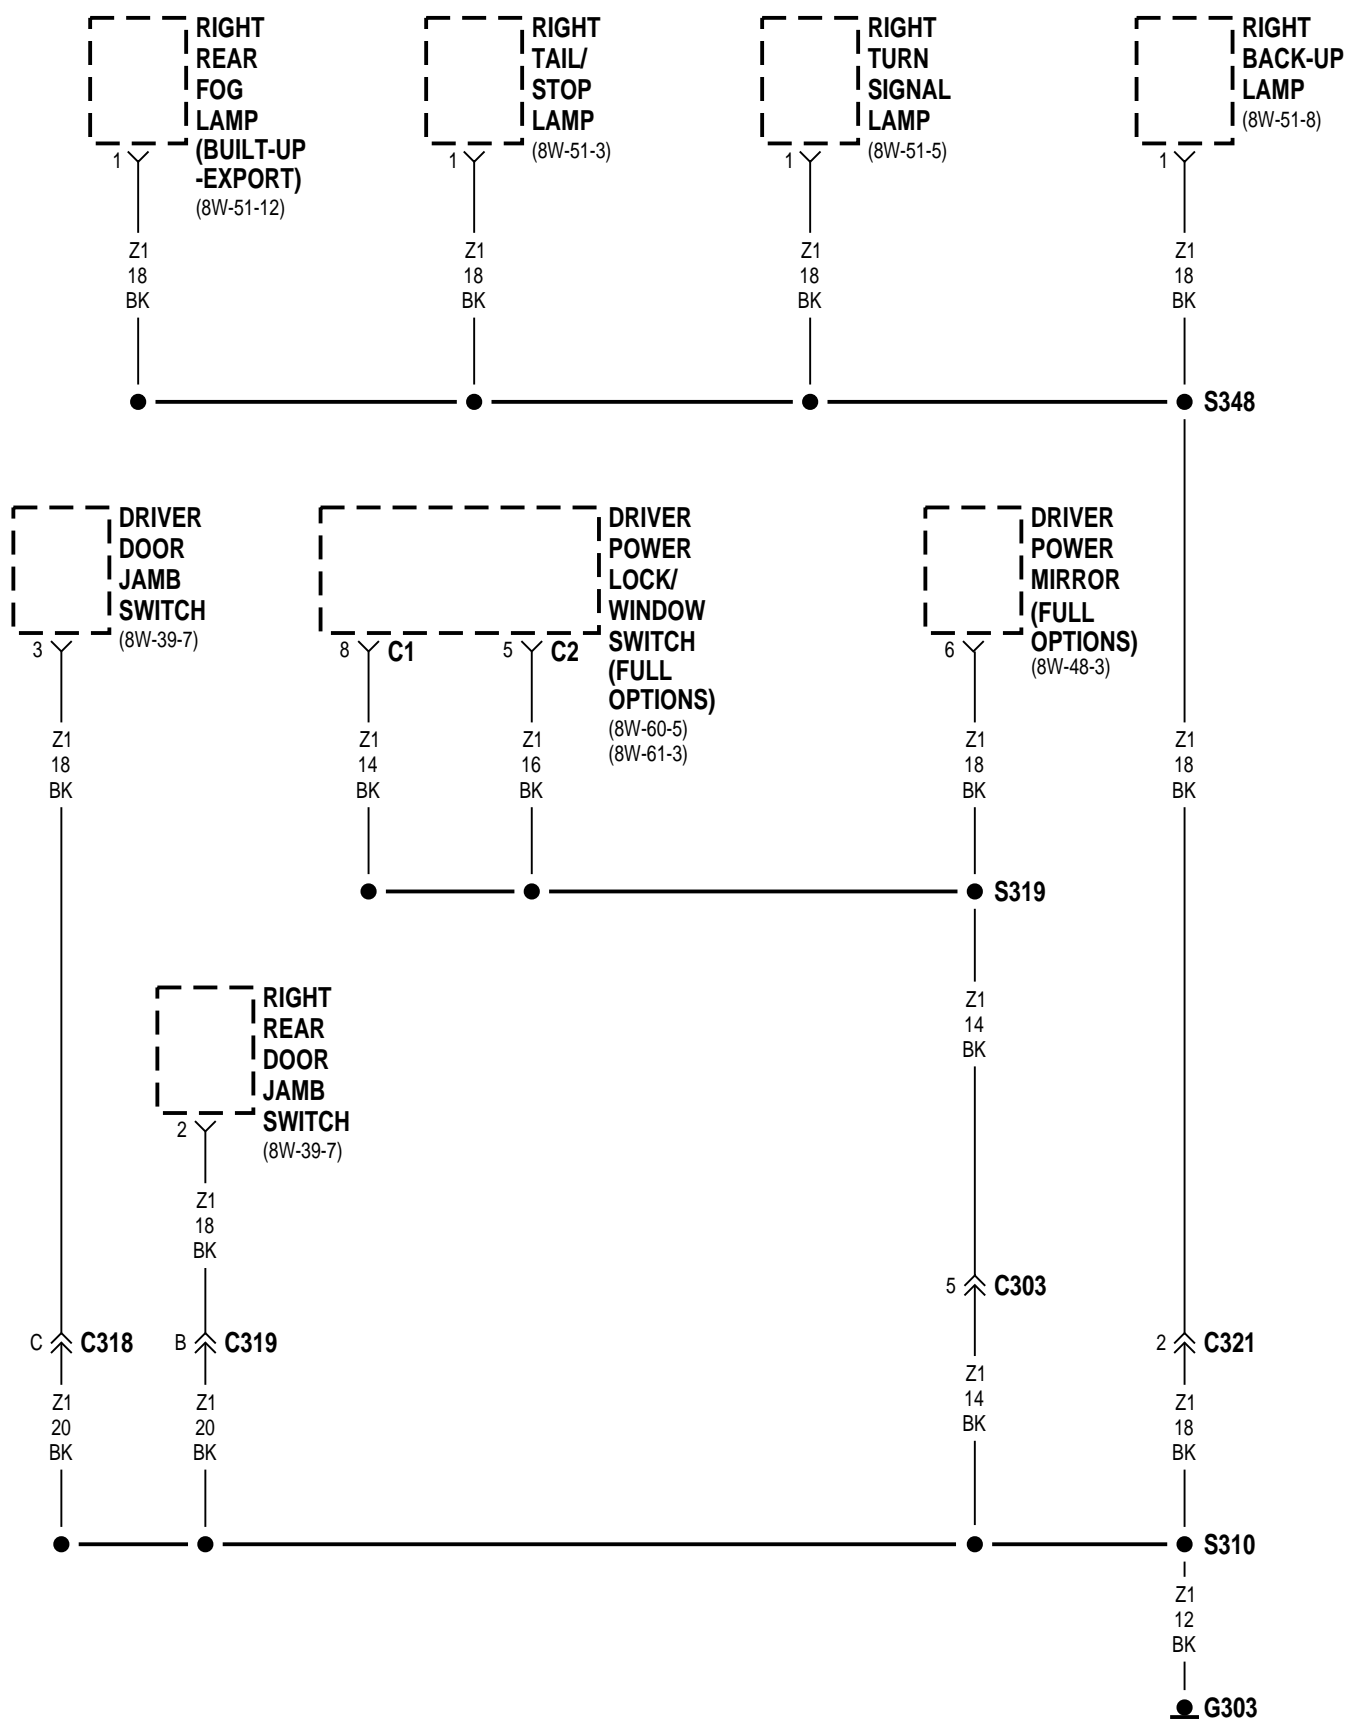 RIGHT
REAR
FOG
LAMP
(BUILT-UP
-EXPORT)
(8W-51-12)
1
Z1
18
BK
RIGHT
TAIL/
STOP
LAMP
(8W-51-3)
1
Z1
18
BK
RIGHT
TURN
SIGNAL
LAMP
(8W-51-5)
1
Z1
18
BK
RIGHT
BACK-UP
LAMP
(8W-51-8)
1
Z1
18
BK
S348
DRIVER
DOOR
JAMB
SWITCH
(8W-39-7)
3
Z1
18
BK
DRIVER
POWER
LOCK/
WINDOW
SWITCH
(FULL
OPTIONS)
(8W-60-5)
(8W-61-3)
8 C1
5 C2
Z1
14
BK
Z1
16
BK
DRIVER
POWER
MIRROR
(FULL
OPTIONS)
(8W-48-3)
6
Z1
18
BK
Z1
18
BK
S319
RIGHT
REAR
DOOR
JAMB
SWITCH
(8W-39-7)
2
Z1
18
BK
Z1
14
BK
5 C303
C C318
B C319
2 C321
Z1
20
BK
Z1
20
BK
Z1
14
BK
Z1
18
BK
S310
Z1
12
BK
G303